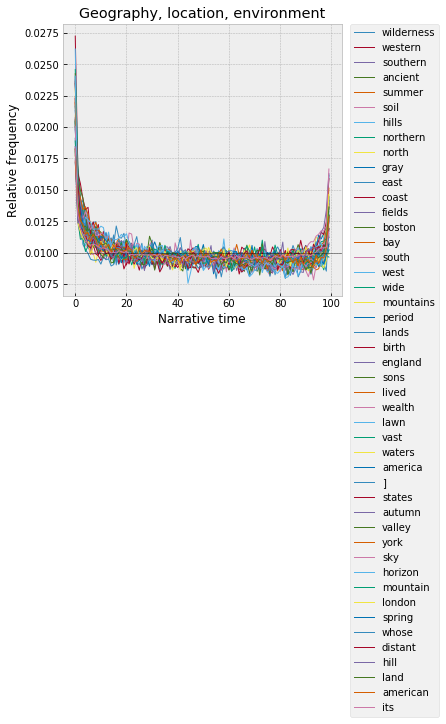 Geography, location, environment
Relative frequency
0.0275
0.0250
0.0225
0.0200
0.0175
0.0150
0.0125
0.0100
0.0075
0
20
40
60
80
100
Narrative time
wilderness
western
southern
ancient
summer
soil
hills
northern
north
gray
east
coast
fields
boston
bay
south
west
wide
mountains
period
lands
birth
england
sons
lived
wealth
lawn
vast
waters
america
]
states
autumn
valley
york
sky
horizon
mountain
london
spring
whose
distant
hill
land
american
its